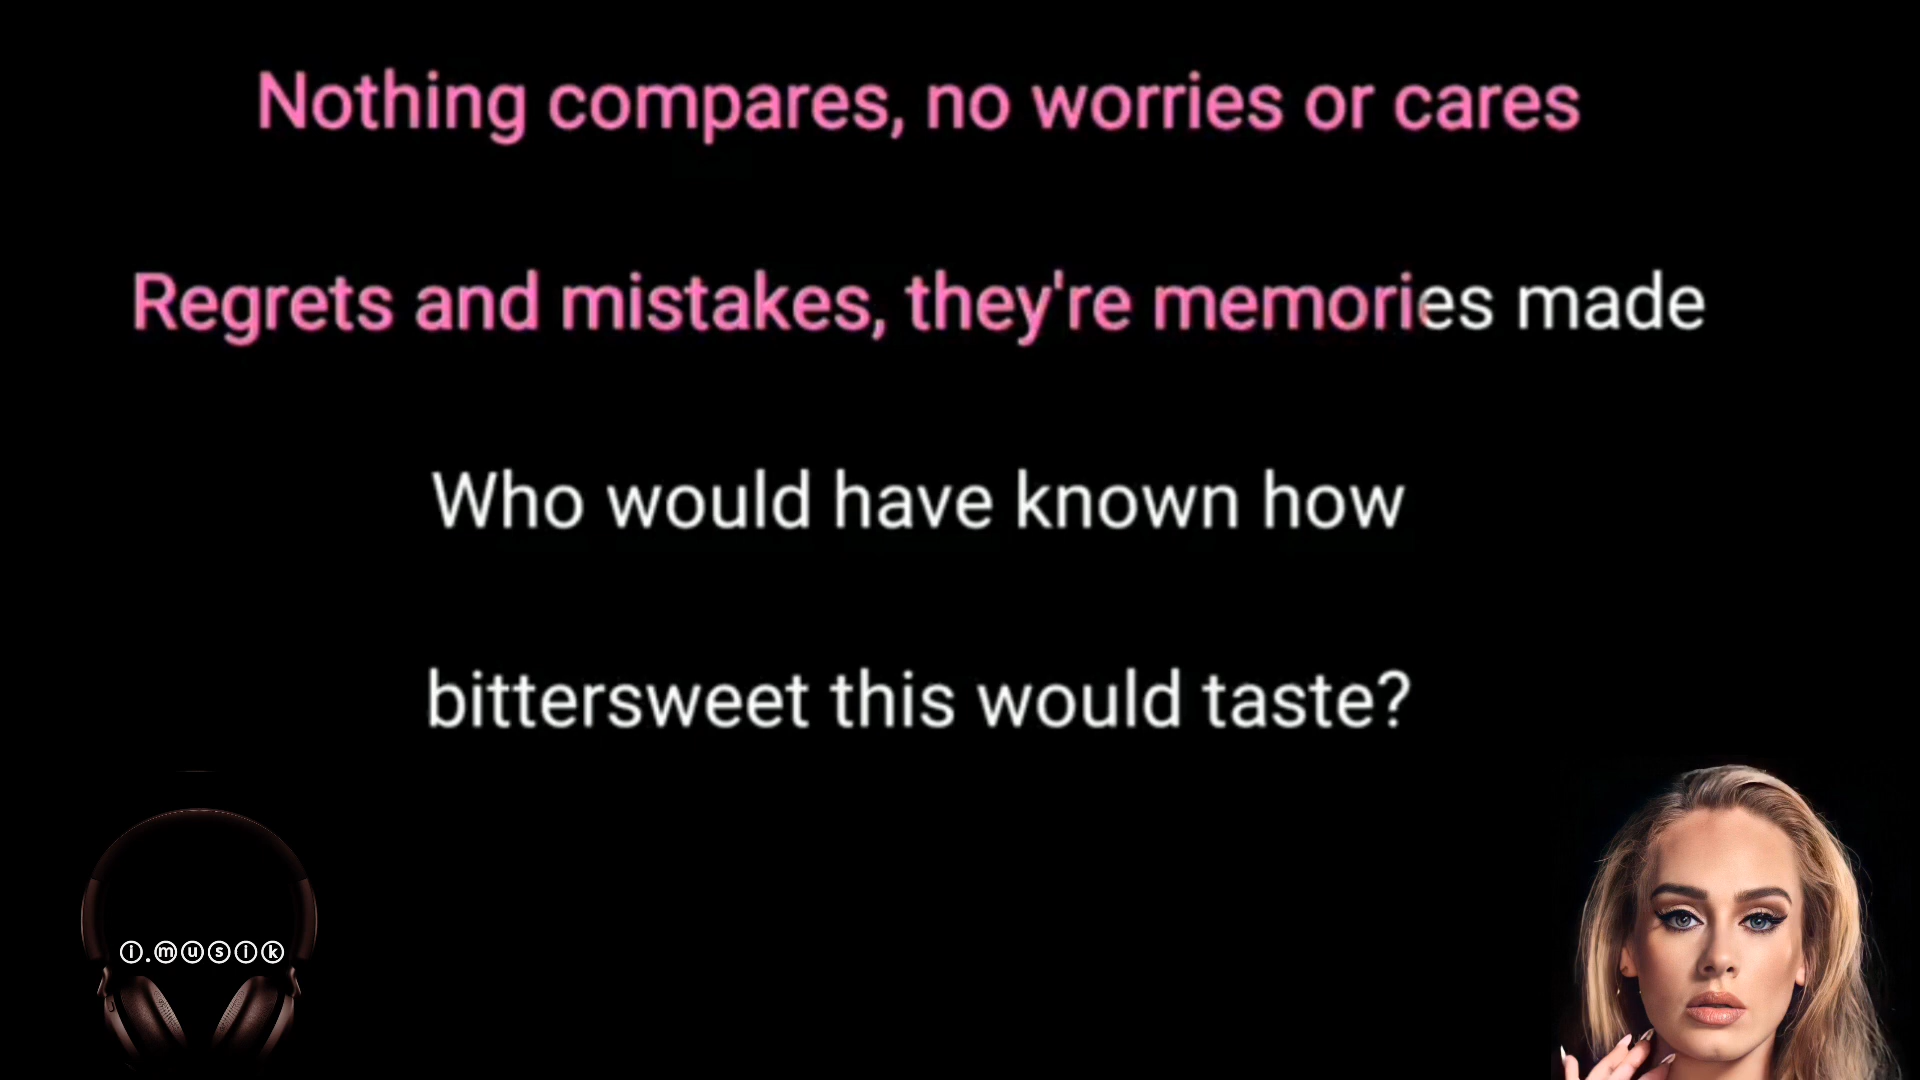 Nothing compares, no worries or cares
Regrets and mistakes, they're memories made
Who would have known how
bittersweet this would taste?
ⓘ.ⓜⓤⓢⓘⓚ